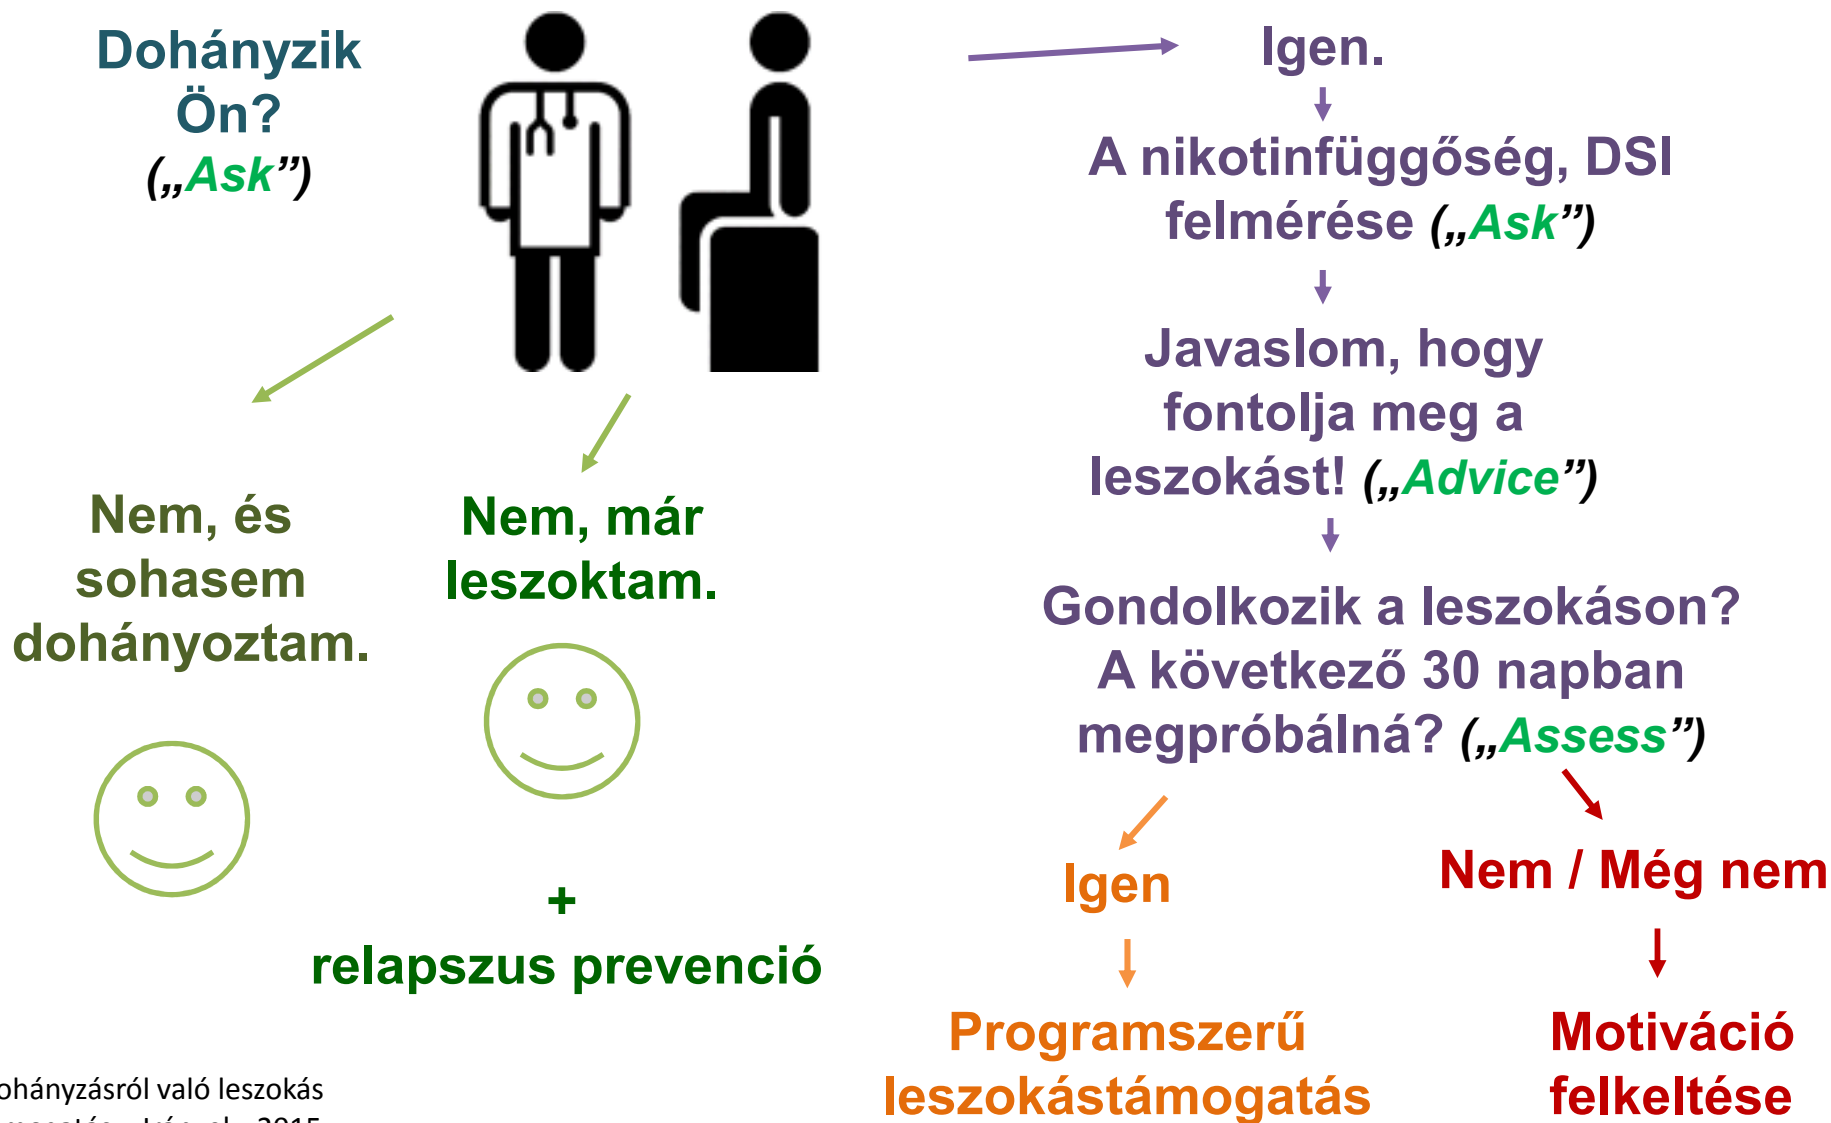 Dohányzik
Ön?
(„Ask”)
Nem, és
sohasem
dohányoztam.
Nem, már
leszoktam.
+
relapszus prevenció
Igen.
A nikotinfüggőség, DSI
felmérése („Ask”)
Javaslom, hogy
fontolja meg a
leszokást! („Advice”)
Gondolkozik a leszokáson?
A következő 30 napban
megpróbálná? („Assess”)
Igen
Programszerű
leszokástámogatás
Nem / Még nem
Motiváció
felkeltése
ohányzásról való leszokás
2015